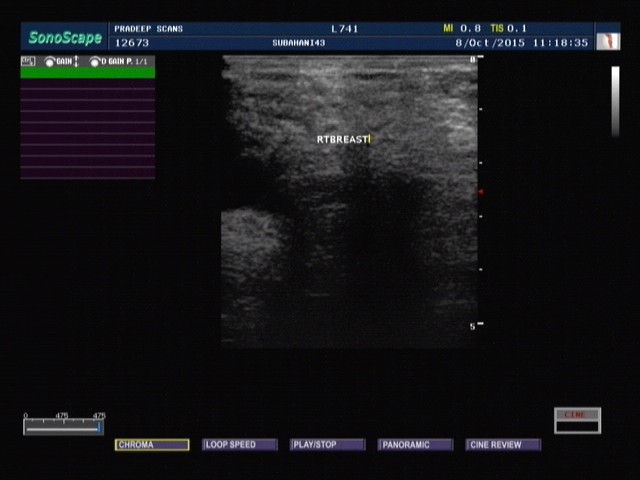 SonoScape
PRADEEP SCANS L741 MI 0.8 TIS 0.1
12673 SUBAHANI43 8/Oct/2015 11:18:35
GAIN D GAIN P. 1/1
0
RTBREAST
5
0 475 475
CINE
CHROMA LOOP SPEED PLAY/STOP PANORAMIC CINE REVIEW